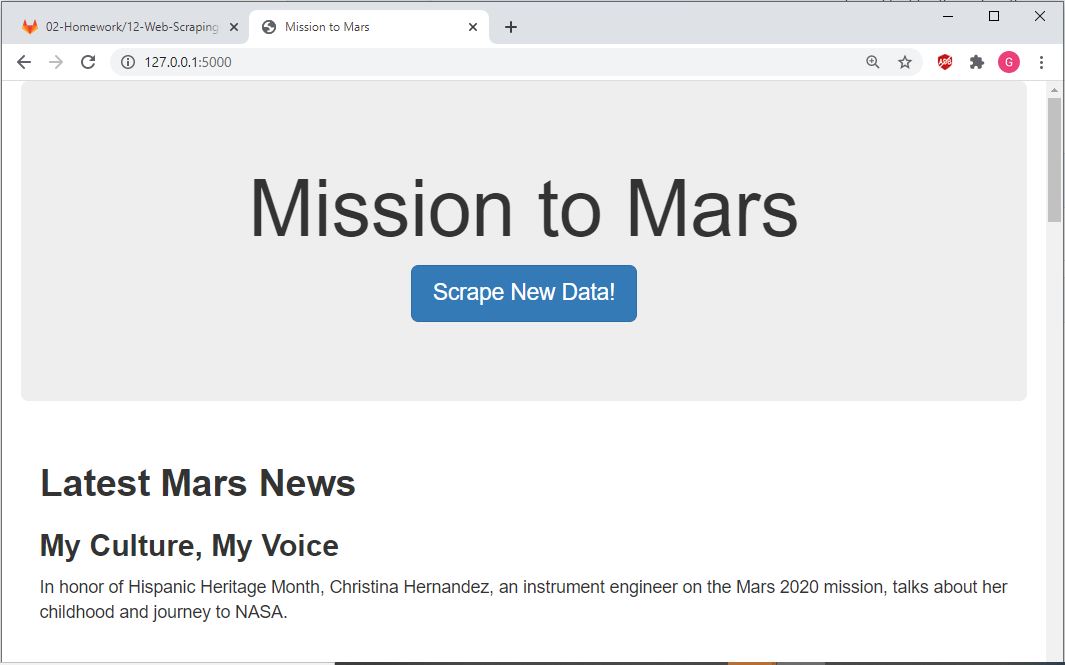 02-Homework/12-Web-Scraping
Mission to Mars
127.0.0.1:5000
ABP
G
Mission to Mars
Scrape New Data!
Latest Mars News
My Culture, My Voice
In honor of Hispanic Heritage Month, Christina Hernandez, an instrument engineer on the Mars 2020 mission, talks about her
childhood and journey to NASA.